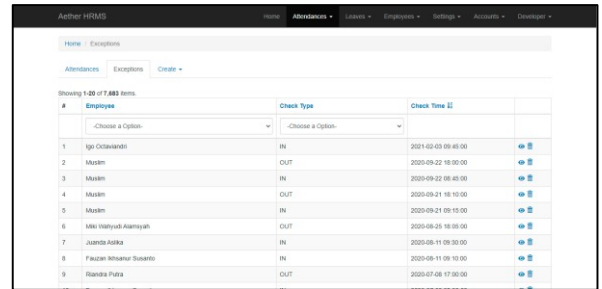 Aether HRMS Home Attendances Leaves Employees Settings Accounts Developer
Home / Exceptions
Attendances Exceptions Create
Showing 1-20 of 7,683 items.
# Employee Check Type Check Time
-Choose a Option- -Choose a Option-
1 Igo Octaviandri IN 2021-02-03 09:45:00
2 Muslim OUT 2020-09-22 18:00:00
3 Muslim IN 2020-09-22 08:45:00
4 Muslim OUT 2020-09-21 18:10:00
5 Muslim IN 2020-09-21 09:15:00
6 Miki Wahyudi Alamsyah OUT 2020-08-25 18:05:00
7 Juanda Aslika IN 2020-08-11 09:30:00
8 Fauzan Ikhsanur Susanto IN 2020-08-11 09:10:00
9 Riandra Putra OUT 2020-07-08 17:00:00